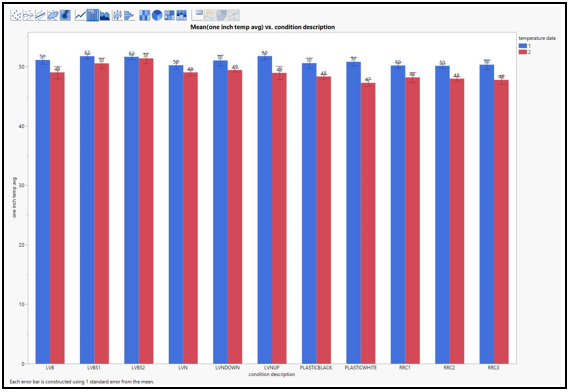 Mean(one inch temp avg) vs. condition description
temperature date
1
2
50
40
30
20
10
0
one inch temp avg
LVB LVBS1 LVBS2 LVN LVNDOWN LVNUP PLASTICBLACK PLASTICWHITE RRC1 RRC2 RRC3
condition description
Each error bar is constructed using 1 standard error from the mean.